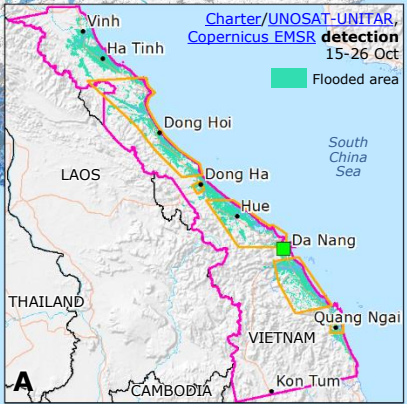 Charter/UNOSAT-UNITAR,
Copernicus EMSR detection
15-26 Oct
Flooded area
Vinh
Ha Tinh
Dong Hoi
South
China
Sea
LAOS
Dong Ha
Hue
Da Nang
THAILAND
Quang Ngai
VIETNAM
A
CAMBODIA
Kon Tum